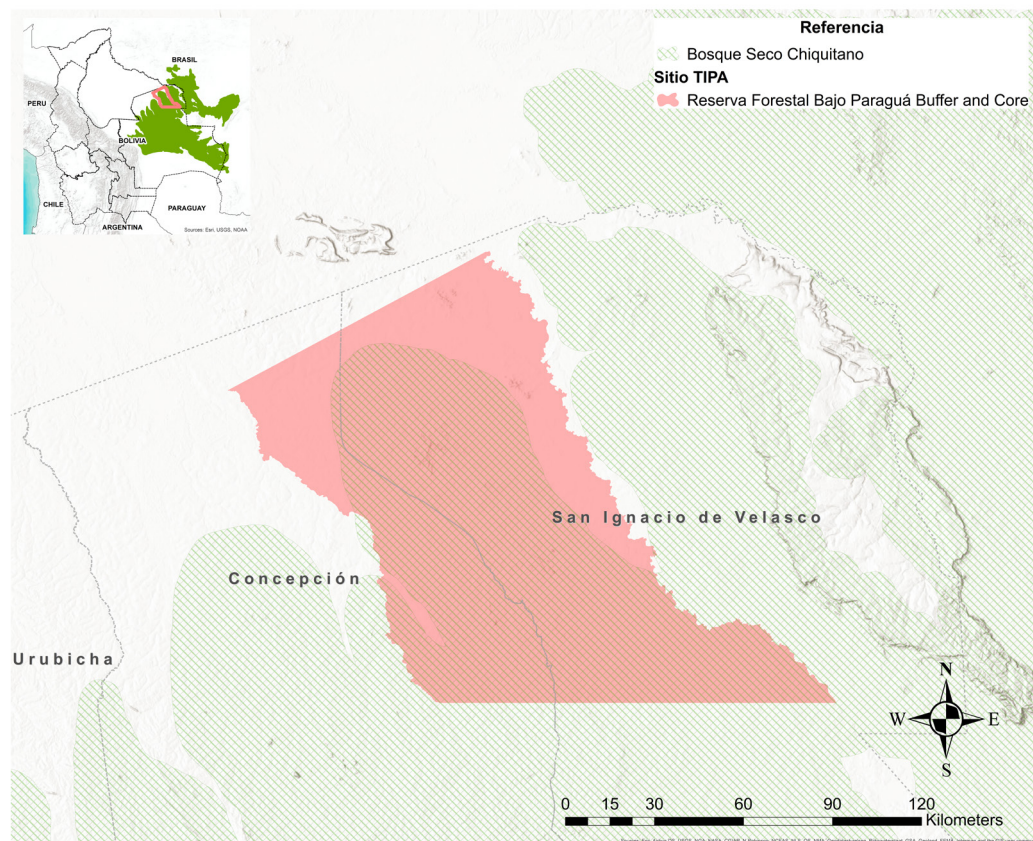 Referencia
Bosque Seco Chiquitano
Sitio TIPA
Reserva Forestal Bajo Paraguá Buffer and Core
BRASIL
PERU
BOLIVIA
CHILE
PARAGUAY
ARGENTINA
Sources: Esri, USGS, NOAA
San Ignacio de Velasco
Concepción
Urubicha
N
W E
S
0 15 30 60 90 120
Kilometers